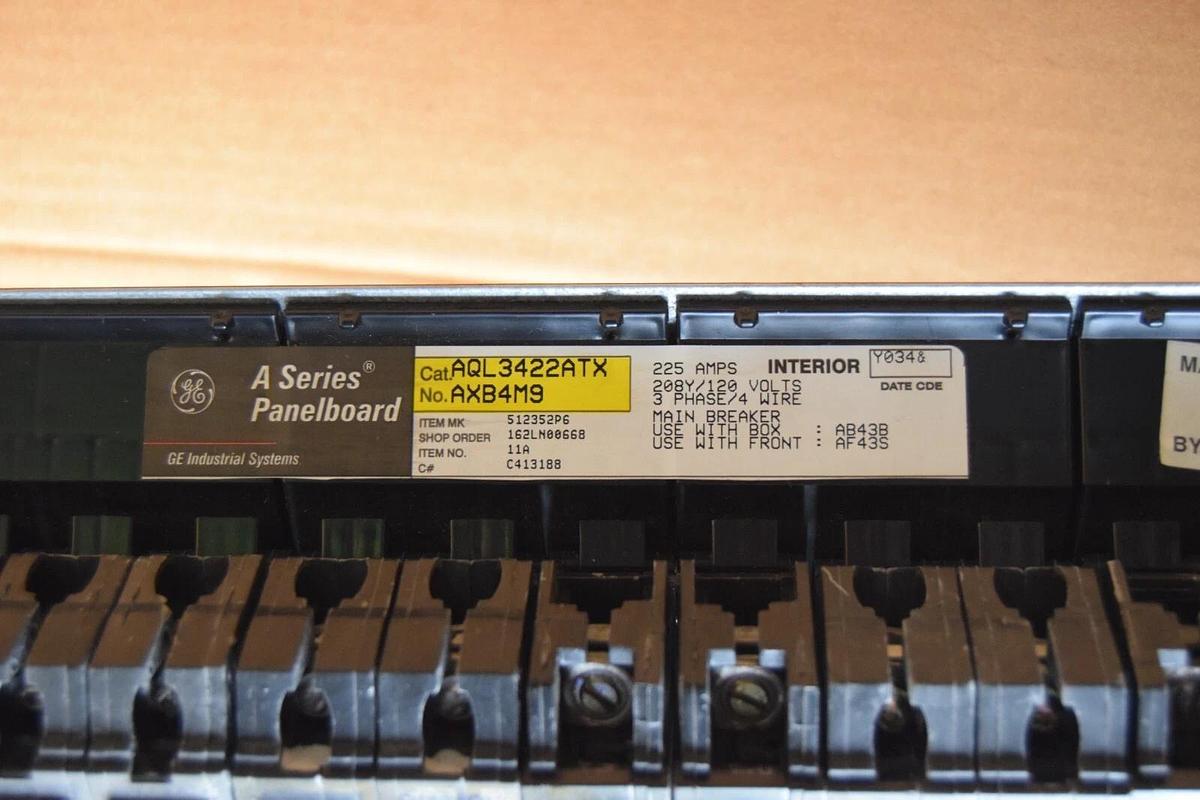 GE
A Series®
Panelboard
GE Industrial Systems
Cat. AQL3422ATX
No. AXB4M9
ITEM MK 512352P6
SHOP ORDER 162LN00668
ITEM NO. 11A
C# C413188
225 AMPS INTERIOR Y034&
208Y/120 VOLTS DATE CDE
3 PHASE/4 WIRE
MAIN BREAKER
USE WITH BOX : AB43B
USE WITH FRONT : AF43S
BY